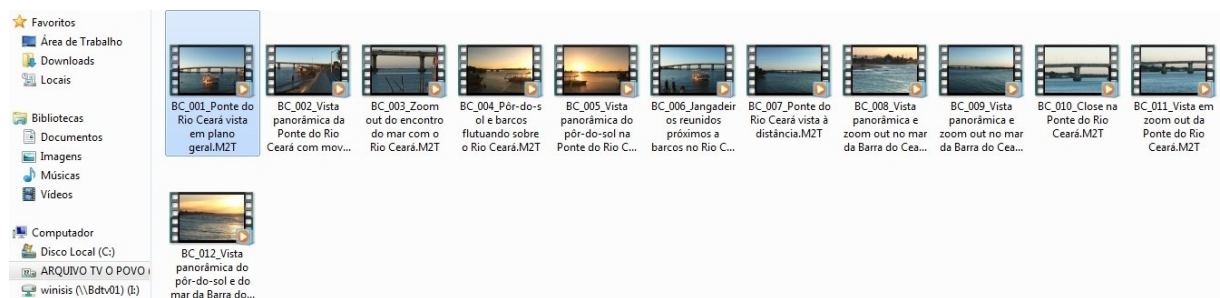 Favoritos
Área de Trabalho
Downloads
Locais
Bibliotecas
Documentos
Imagens
Músicas
Vídeos
Computador
Disco Local (C:)
ARQUIVO TV O POVO (
winisis (\\Bdtv01) (I:)
BC_001_Ponte do
Rio Ceará vista
em plano
geral.M2T
BC_002_Vista
panorâmica da
Ponte do Rio
Ceará com mov...
BC_003_Zoom
out do encontro
do mar com o
Rio Ceará.M2T
BC_004_Pôr-do-s
ol e barcos
flutuando sobre
o Rio Ceará.M2T
BC_005_Vista
panorâmica do
pôr-do-sol na
Ponte do Rio C...
BC_006_Jangadeir
os reunidos
próximos a
barcos no Rio C...
BC_007_Ponte do
Rio Ceará vista à
distância.M2T
BC_008_Vista
panorâmica e
zoom out no mar
da Barra do Cea...
BC_009_Vista
panorâmica e
zoom out no mar
da Barra do Cea...
BC_010_Close na
Ponte do Rio
Ceará.M2T
BC_011_Vista em
zoom out da
Ponte do Rio
Ceará.M2T
BC_012_Vista
panorâmica do
pôr-do-sol e do
mar da Barra do...